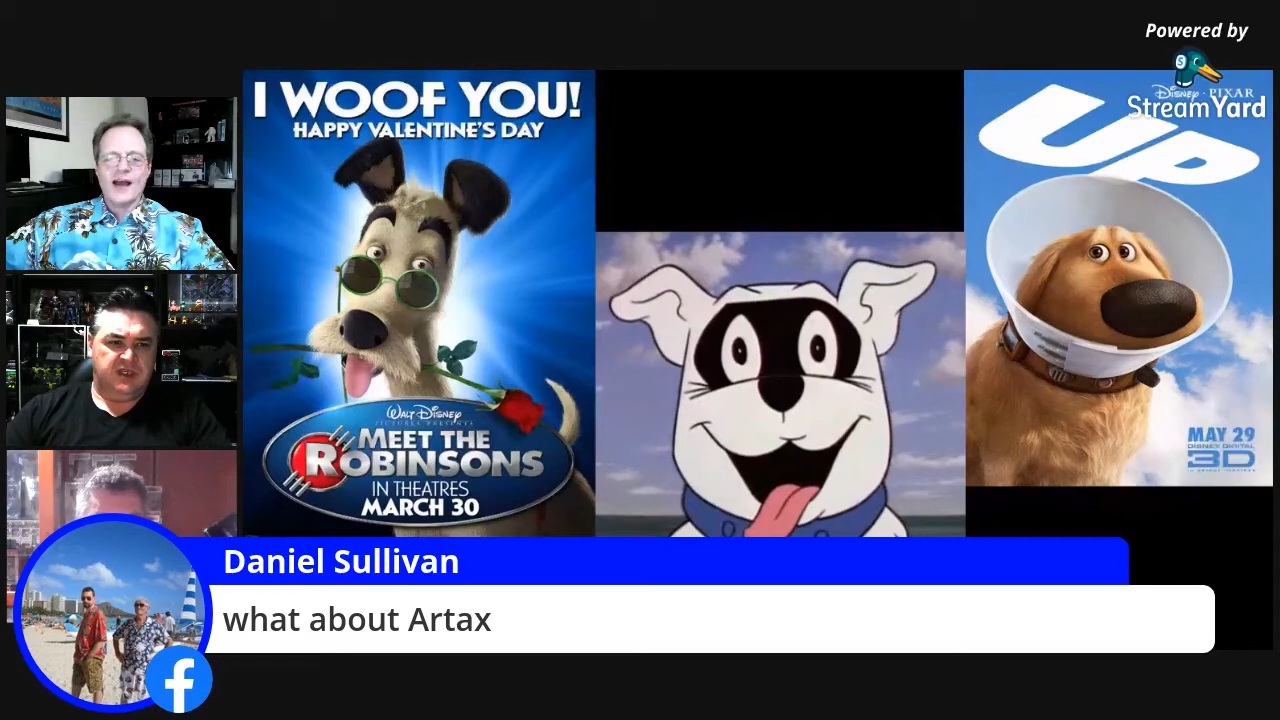 Powered by
StreamYard
I WOOF YOU!
HAPPY VALENTINE'S DAY
WALT DISNEY
PICTURES PRESENTS
MEET THE
ROBINSONS
IN THEATRES
MARCH 30
DISNEY · PIXAR
UP
MAY 29
DISNEY DIGITAL
3D
Daniel Sullivan
what about Artax